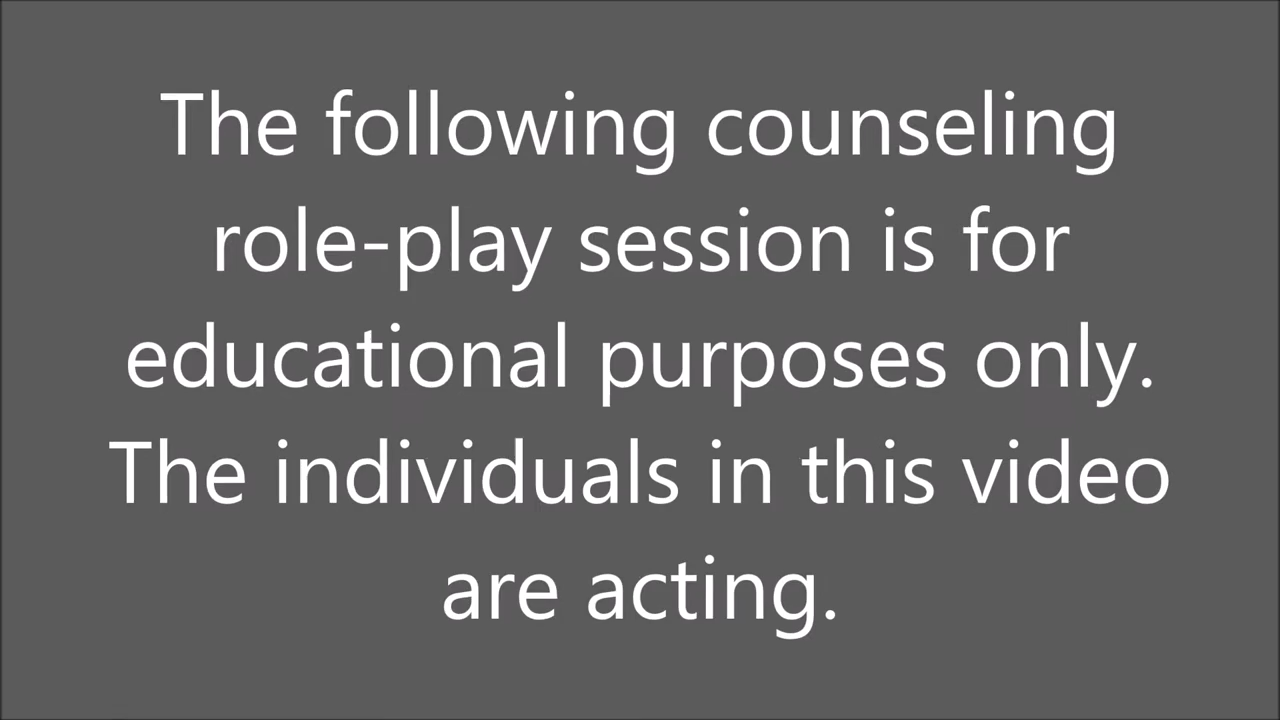 The following counseling
role-play session is for
educational purposes only.
The individuals in this video
are acting.